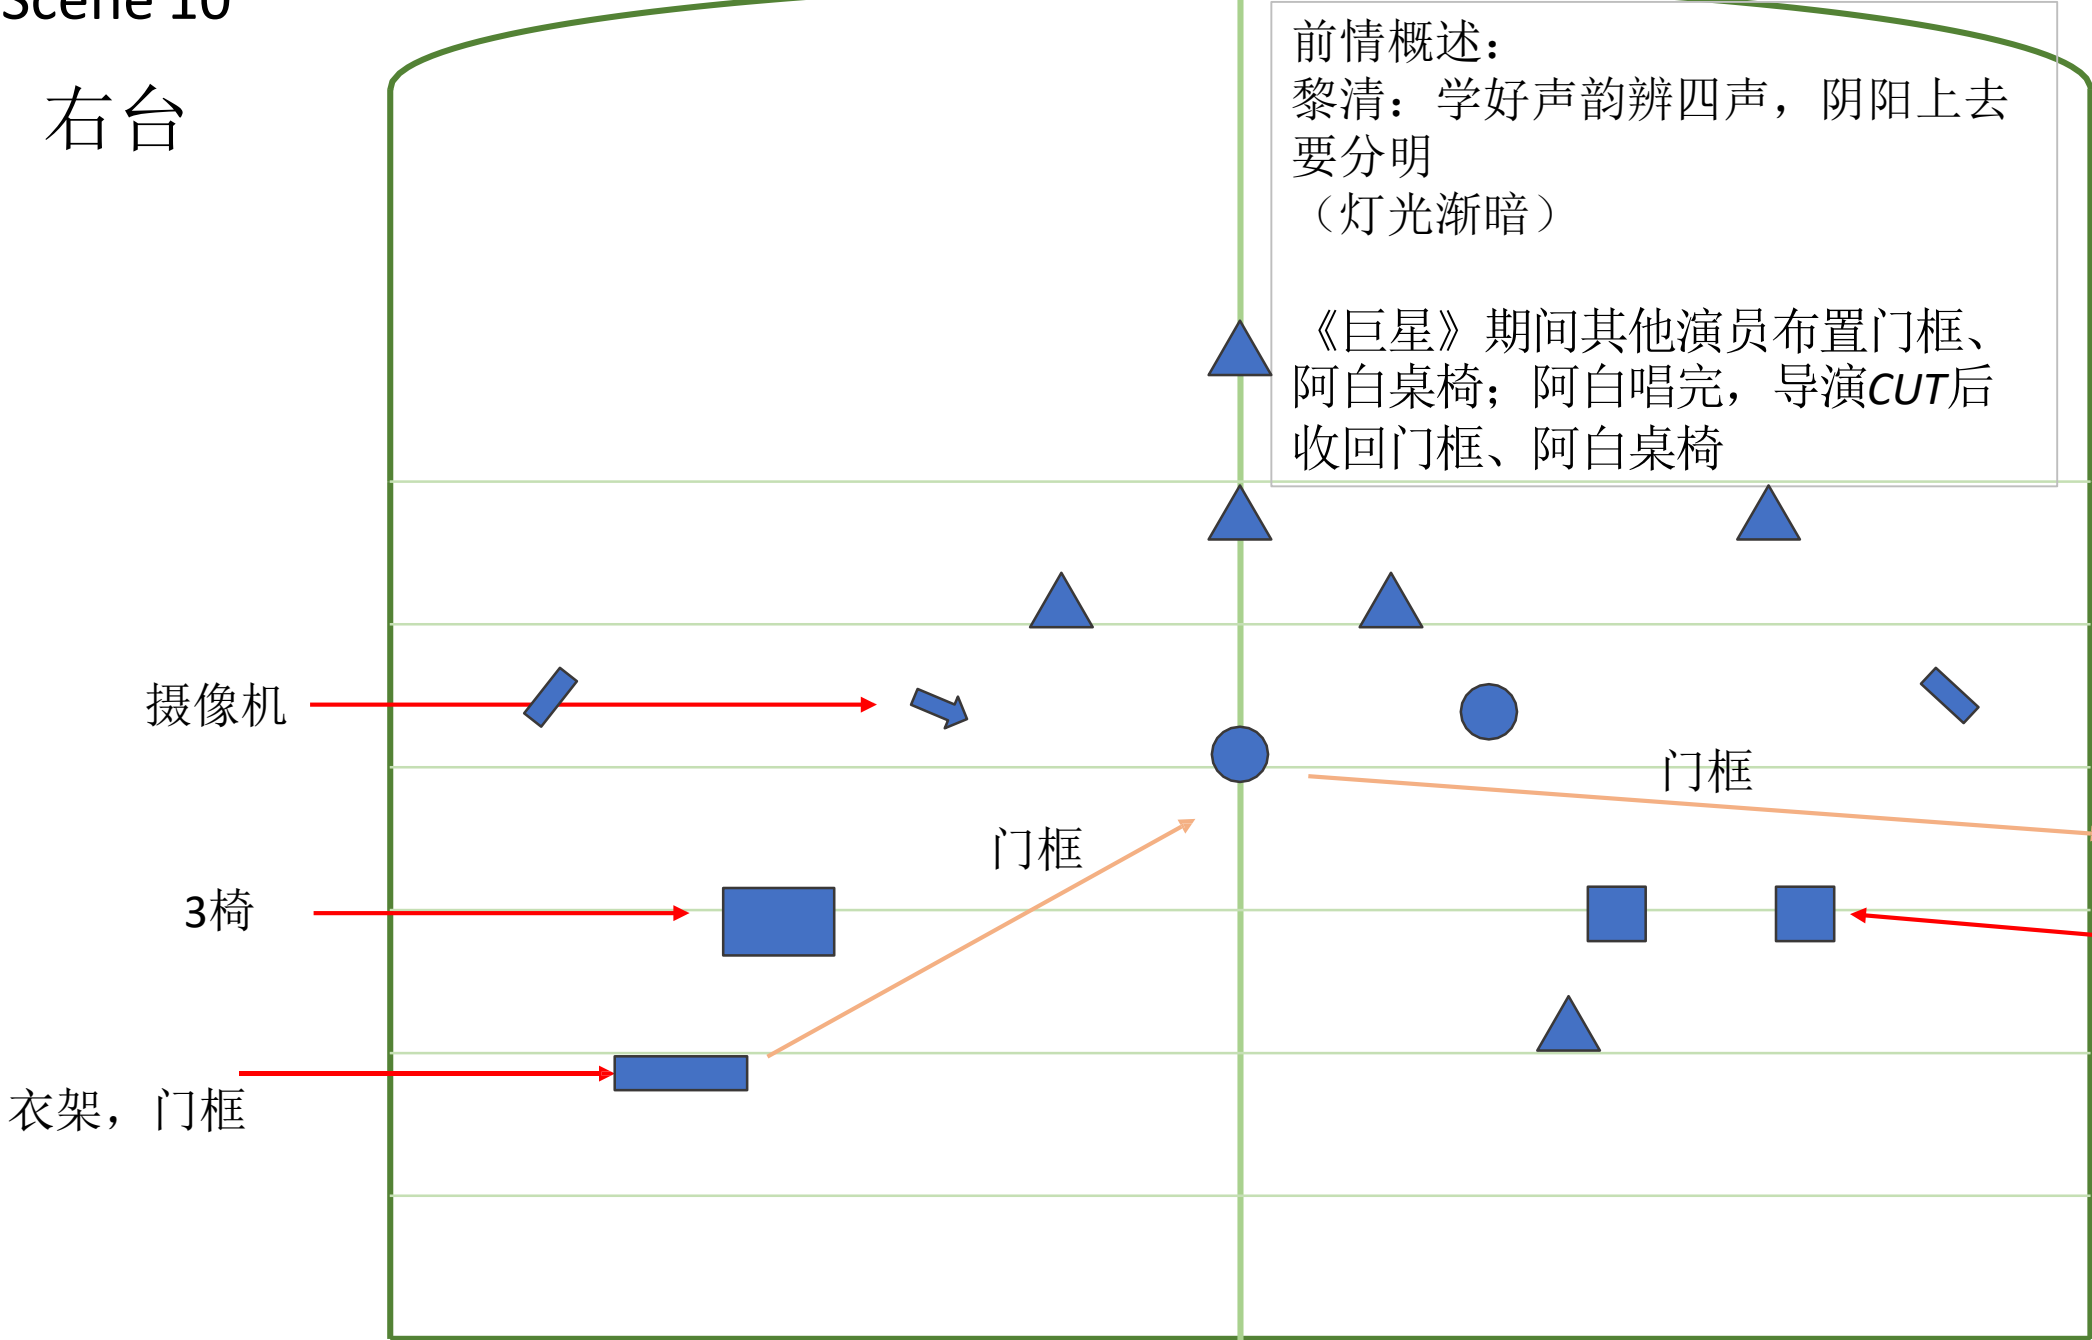 Scene 10
右台
前情概述：
黎清：学好声韵辨四声，阴阳上去
要分明
（灯光渐暗）
《巨星》期间其他演员布置门框、
阿白桌椅；阿白唱完，导演CUT后
收回门框、阿白桌椅
摄像机
门框
门框
3椅
衣架，门框